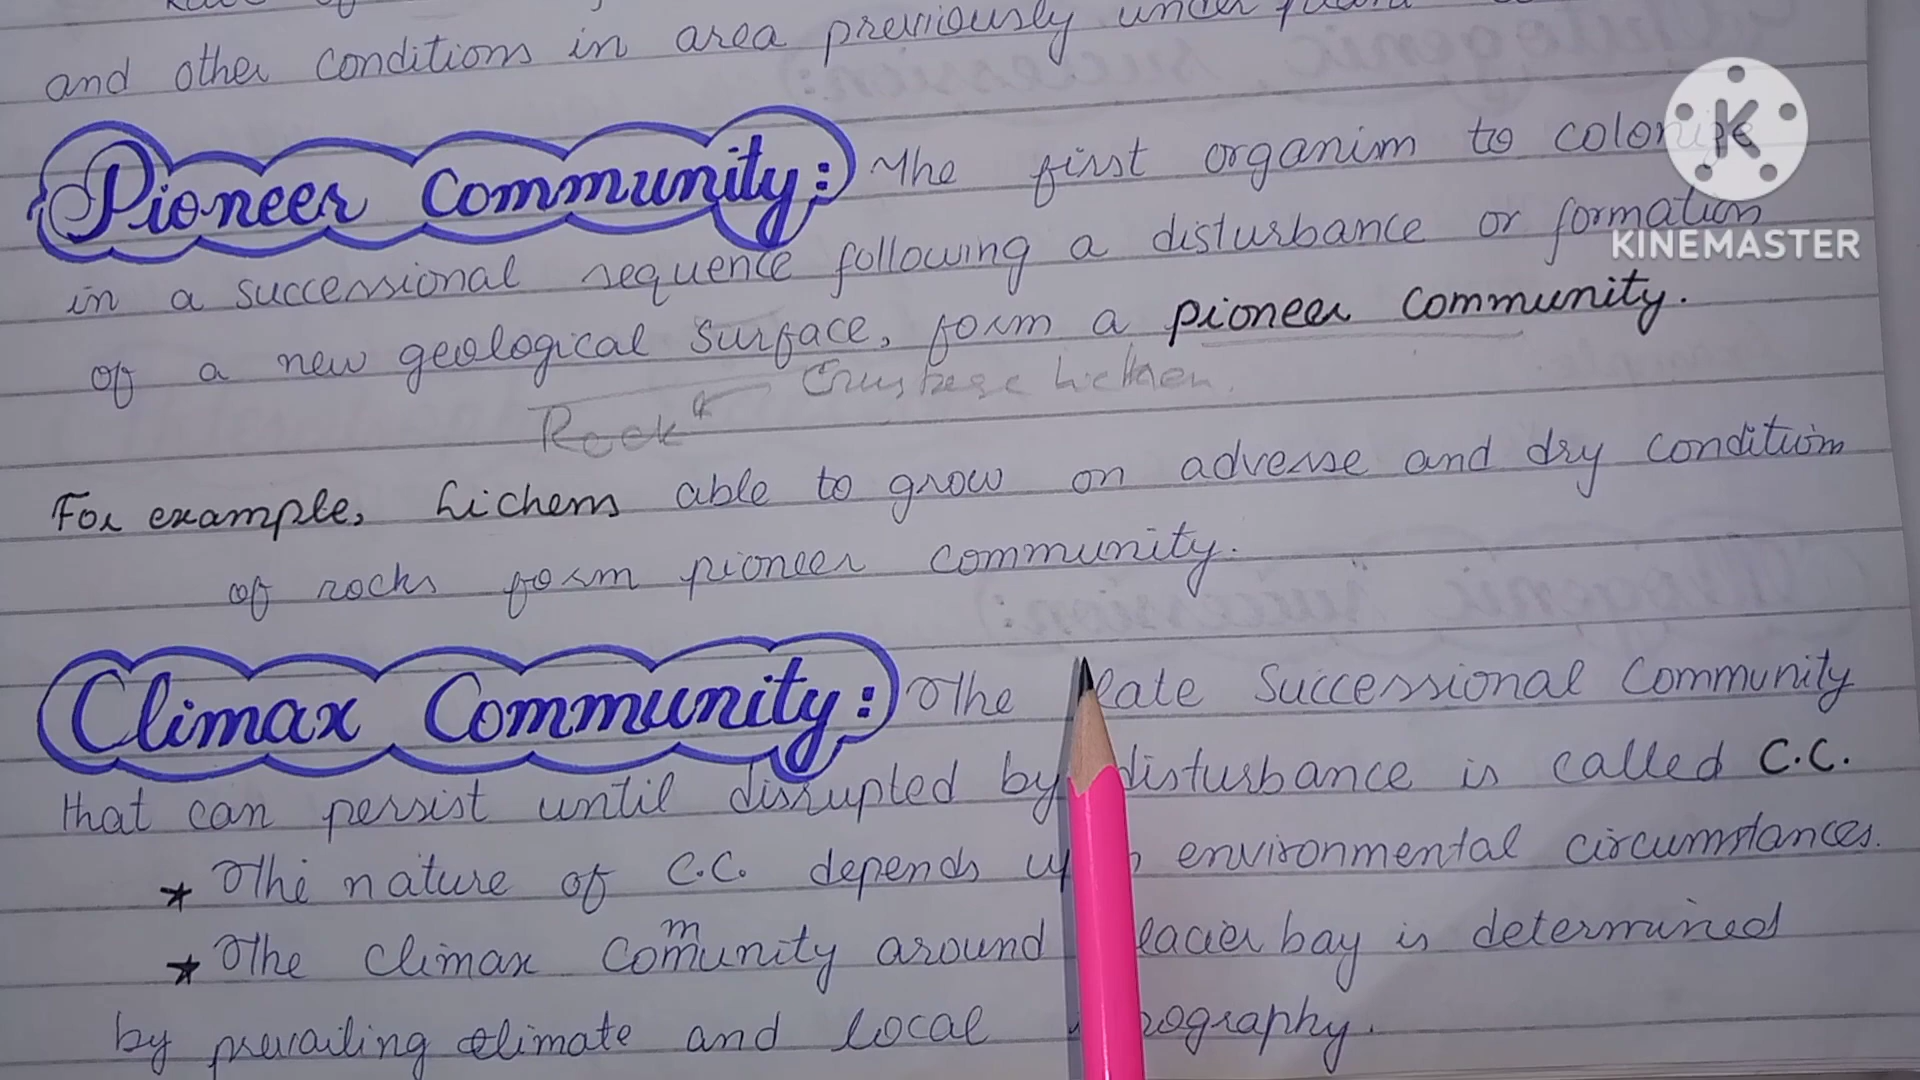 and other conditions in area previously under
Pioneer Community: The first organim to colonize
in a successional sequence following a disturbance or formation
KINEMASTER
of a new geological surface, form a pioneer community.
Rock
For example, Lichens able to grow on adverse and dry condition
of rocks form pioneer community.
Climax Community: The late Successional Community
that can persist until disrupted by disturbance is called C.C.
* The nature of C.C. depends environmental circumstances.
* The climax community around bay is determined
by prevailing climate and local